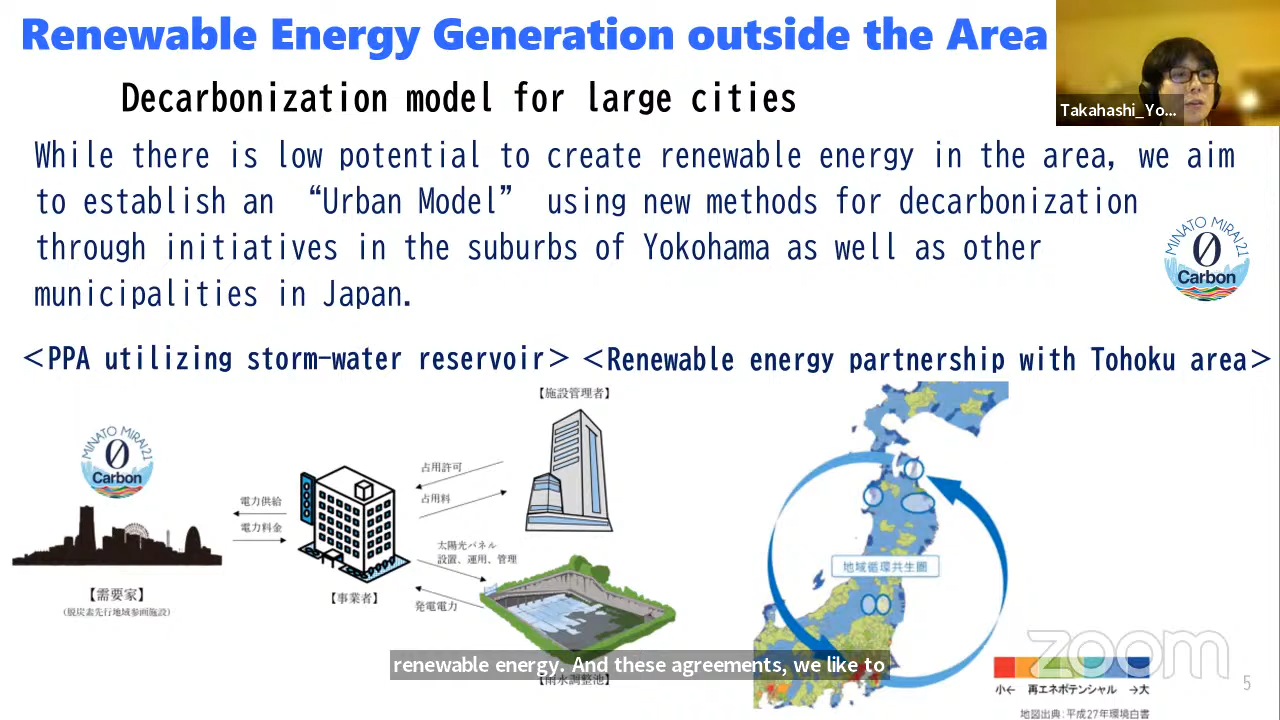 Renewable Energy Generation outside the Area
Takahashi_Yo...
Decarbonization model for large cities
While there is low potential to create renewable energy in the area, we aim
to establish an “Urban Model” using new methods for decarbonization
through initiatives in the suburbs of Yokohama as well as other
municipalities in Japan.
MINATO MIRAI21
0
Carbon
<PPA utilizing storm-water reservoir>
<Renewable energy partnership with Tohoku area>
【施設管理者】
MINATO MIRAI21
0
Carbon
占用許可
占用料
電力供給
電力料金
太陽光パネル
設置、運用、管理
発電電力
【需要家】
(脱炭素先行地域参画施設)
【事業者】
【雨水調整池】
地域循環共生圏
renewable energy. And these agreements, we like to
zoom
小← 再エネポテンシャル →大
地図出典:平成27年環境白書
5